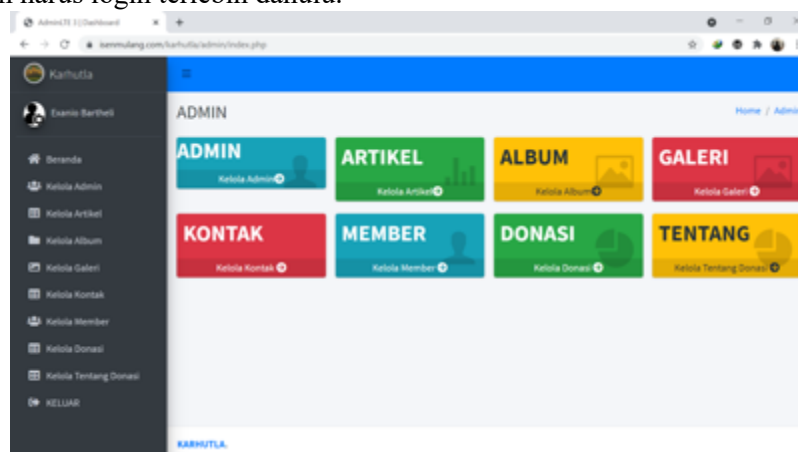 harus login terlebih dahulu.
AdminLTE 3 | Dashboard
isenmulang.com/karhutla/admin/index.php
Karhutla
Exanio Bartheli
Beranda
Kelola Admin
Kelola Artikel
Kelola Album
Kelola Galeri
Kelola Kontak
Kelola Member
Kelola Donasi
Kelola Tentang Donasi
KELUAR
ADMIN
Home / Admin
ADMIN
Kelola Admin
ARTIKEL
Kelola Artikel
ALBUM
Kelola Album
GALERI
Kelola Galeri
KONTAK
Kelola Kontak
MEMBER
Kelola Member
DONASI
Kelola Donasi
TENTANG
Kelola Tentang Donasi
KARHUTLA.